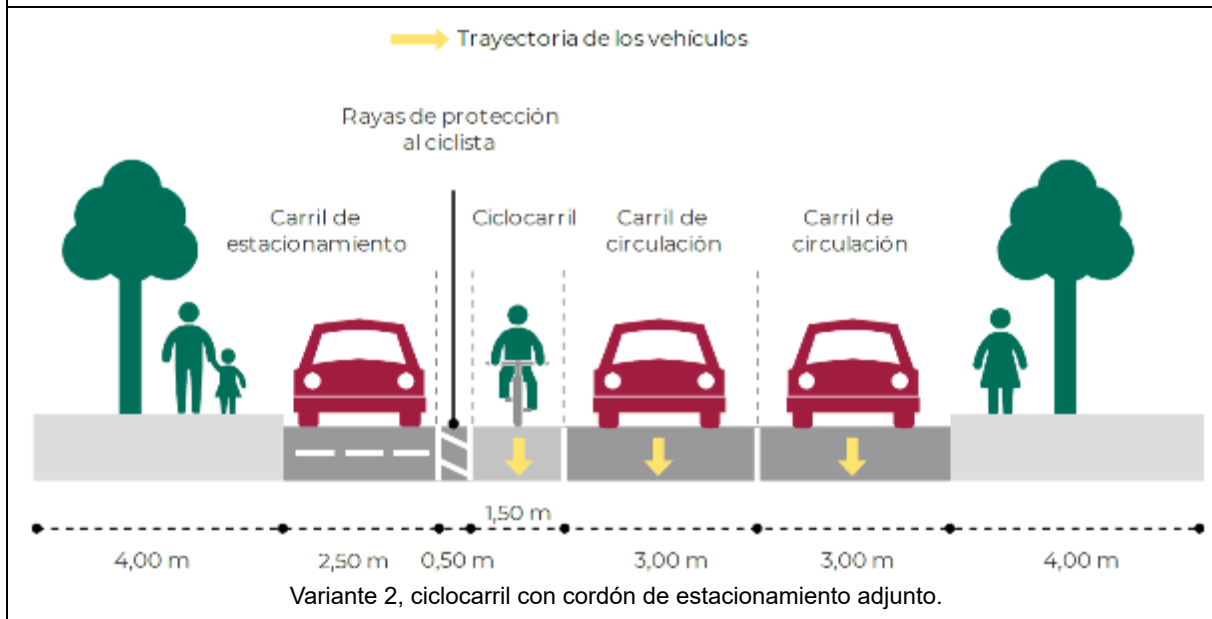 Trayectoria de los vehículos
Rayas de protección
al ciclista
Carril de
estacionamiento
Ciclocarril
Carril de
circulación
Carril de
circulación
1,50 m
4,00 m
2,50 m
0,50 m
3,00 m
3,00 m
4,00 m
Variante 2, ciclocarril con cordón de estacionamiento adjunto.